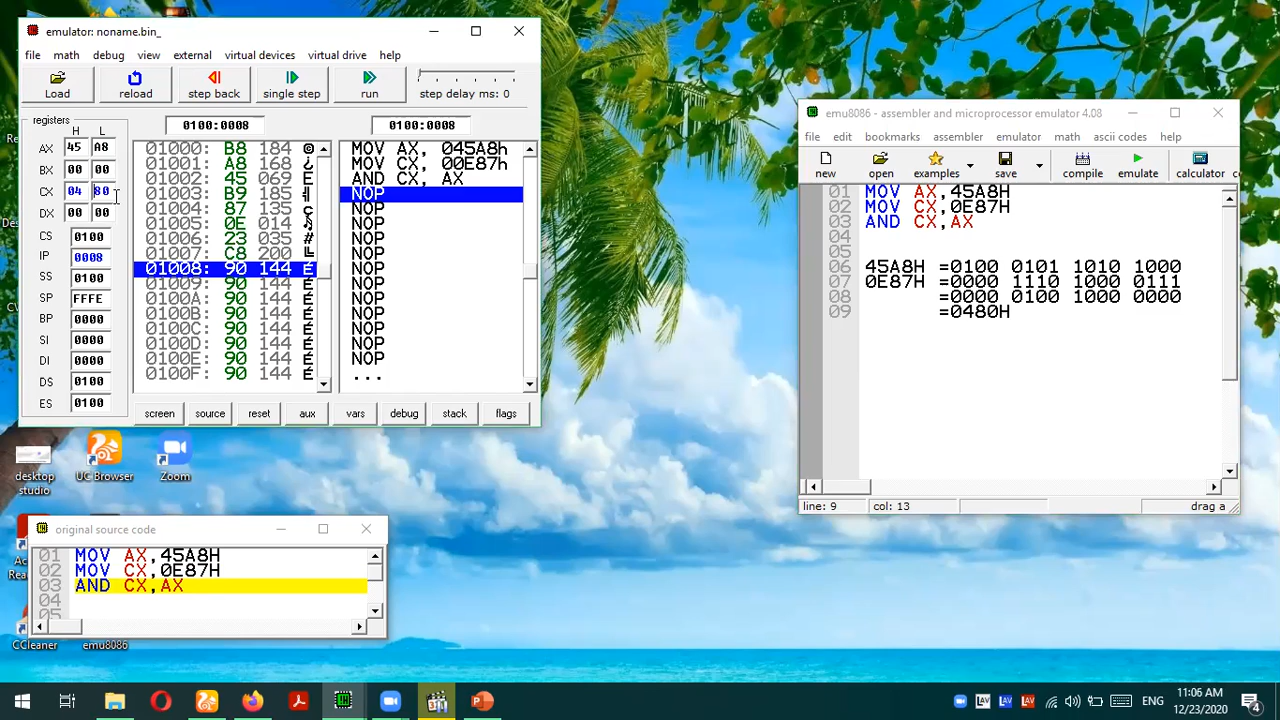 emulator: noname.bin_
file math debug view external virtual devices virtual drive help
Load reload step back single step run step delay ms: 0
registers
H L
0100:0008 0100:0008
AX 45 A8
BX 00 00
CX 04 80
DX 00 00
CS 0100
IP 0008
SS 0100
SP FFFE
BP 0000
SI 0000
DI 0000
DS 0100
ES 0100
01000: B8 184
01001: A8 168 ¿
01002: 45 069 E
01003: B9 185 ╣
01004: 87 135 ç
01005: 0E 014 ♫
01006: 23 035 #
01007: C8 200 ╚
01008: 90 144 É
01009: 90 144 É
0100A: 90 144 É
0100B: 90 144 É
0100C: 90 144 É
0100D: 90 144 É
0100E: 90 144 É
0100F: 90 144 É
MOV AX, 045A8h
MOV CX, 00E87h
AND CX, AX
NOP
NOP
NOP
NOP
NOP
NOP
NOP
NOP
NOP
NOP
NOP
NOP
...
screen source reset aux vars debug stack flags
emu8086 - assembler and microprocessor emulator 4.08
file edit bookmarks assembler emulator math ascii codes help
new open examples save compile emulate calculator
01 MOV AX,45A8H
02 MOV CX,0E87H
03 AND CX,AX
04
05
06 45A8H =0100 0101 1010 1000
07 0E87H =0000 1110 1000 0111
08 =0000 0100 1000 0000
09 =0480H
line: 9 col: 13 drag a
desktop studio
UC Browser
Zoom
original source code
01 MOV AX,45A8H
02 MOV CX,0E87H
03 AND CX,AX
04
05
CCleaner
emu8086
ENG
11:06 AM
12/23/2020
4